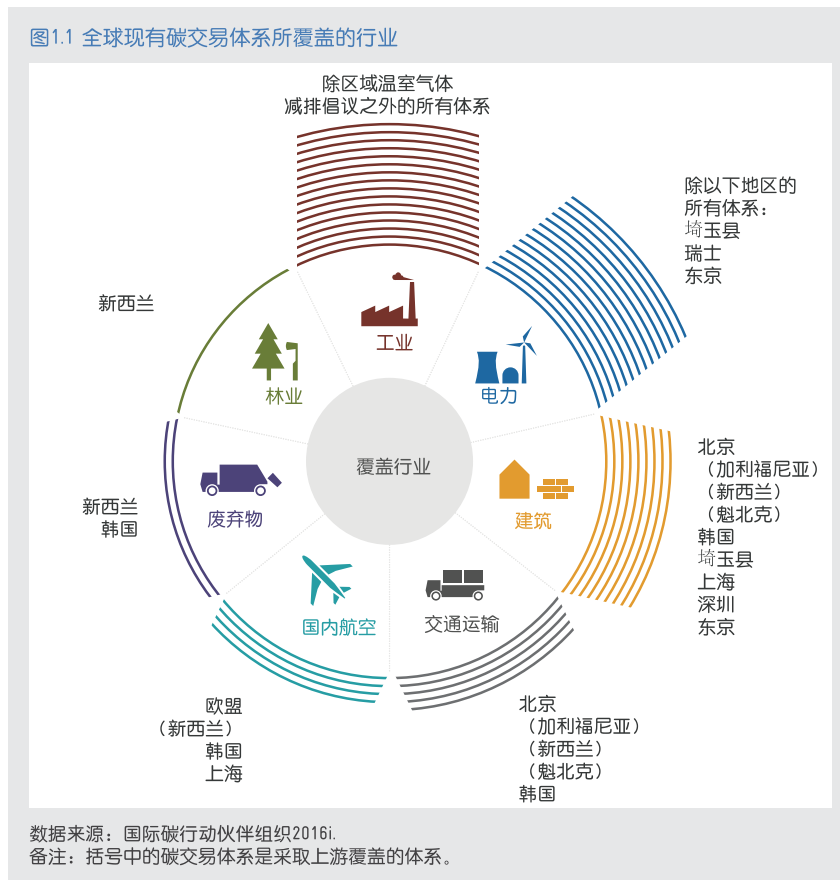 图1.1 全球现有碳交易体系所覆盖的行业
除区域温室气体
减排倡议之外的所有体系
除以下地区的
所有体系：
埼玉县
瑞士
东京
新西兰
工业
林业
电力
覆盖行业
北京
（加利福尼亚）
（新西兰）
（魁北克）
韩国
埼玉县
上海
深圳
东京
新西兰
韩国
废弃物
建筑
国内航空
交通运输
欧盟
（新西兰）
韩国
上海
北京
（加利福尼亚）
（新西兰）
（魁北克）
韩国
数据来源：国际碳行动伙伴组织2016i.
备注：括号中的碳交易体系是采取上游覆盖的体系。